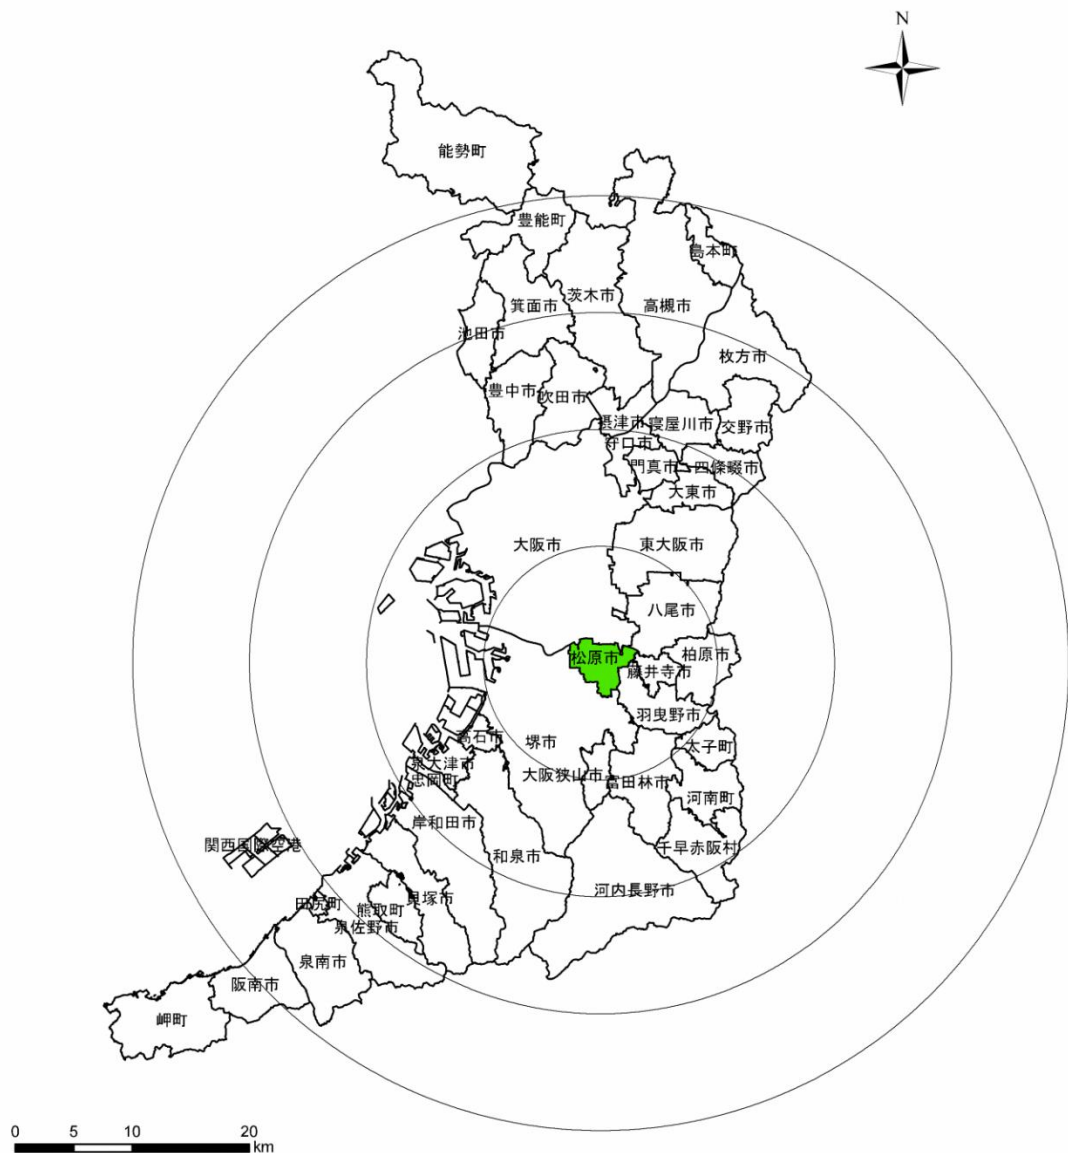 N
能勢町
豊能町
島本町
茨木市
箕面市
高槻市
池田市
枚方市
豊中市
吹田市
摂津市
寝屋川市
交野市
守口市
門真市
四條畷市
大東市
大阪市
東大阪市
八尾市
松原市
柏原市
藤井寺市
羽曳野市
高石市
堺市
太子町
泉大津市
大阪狭山市
忠岡町
富田林市
河南町
岸和田市
関西国際空港
千早赤阪村
和泉市
河内長野市
貝塚市
田尻町
熊取町
泉佐野市
泉南市
阪南市
岬町
0 5 10 20
km